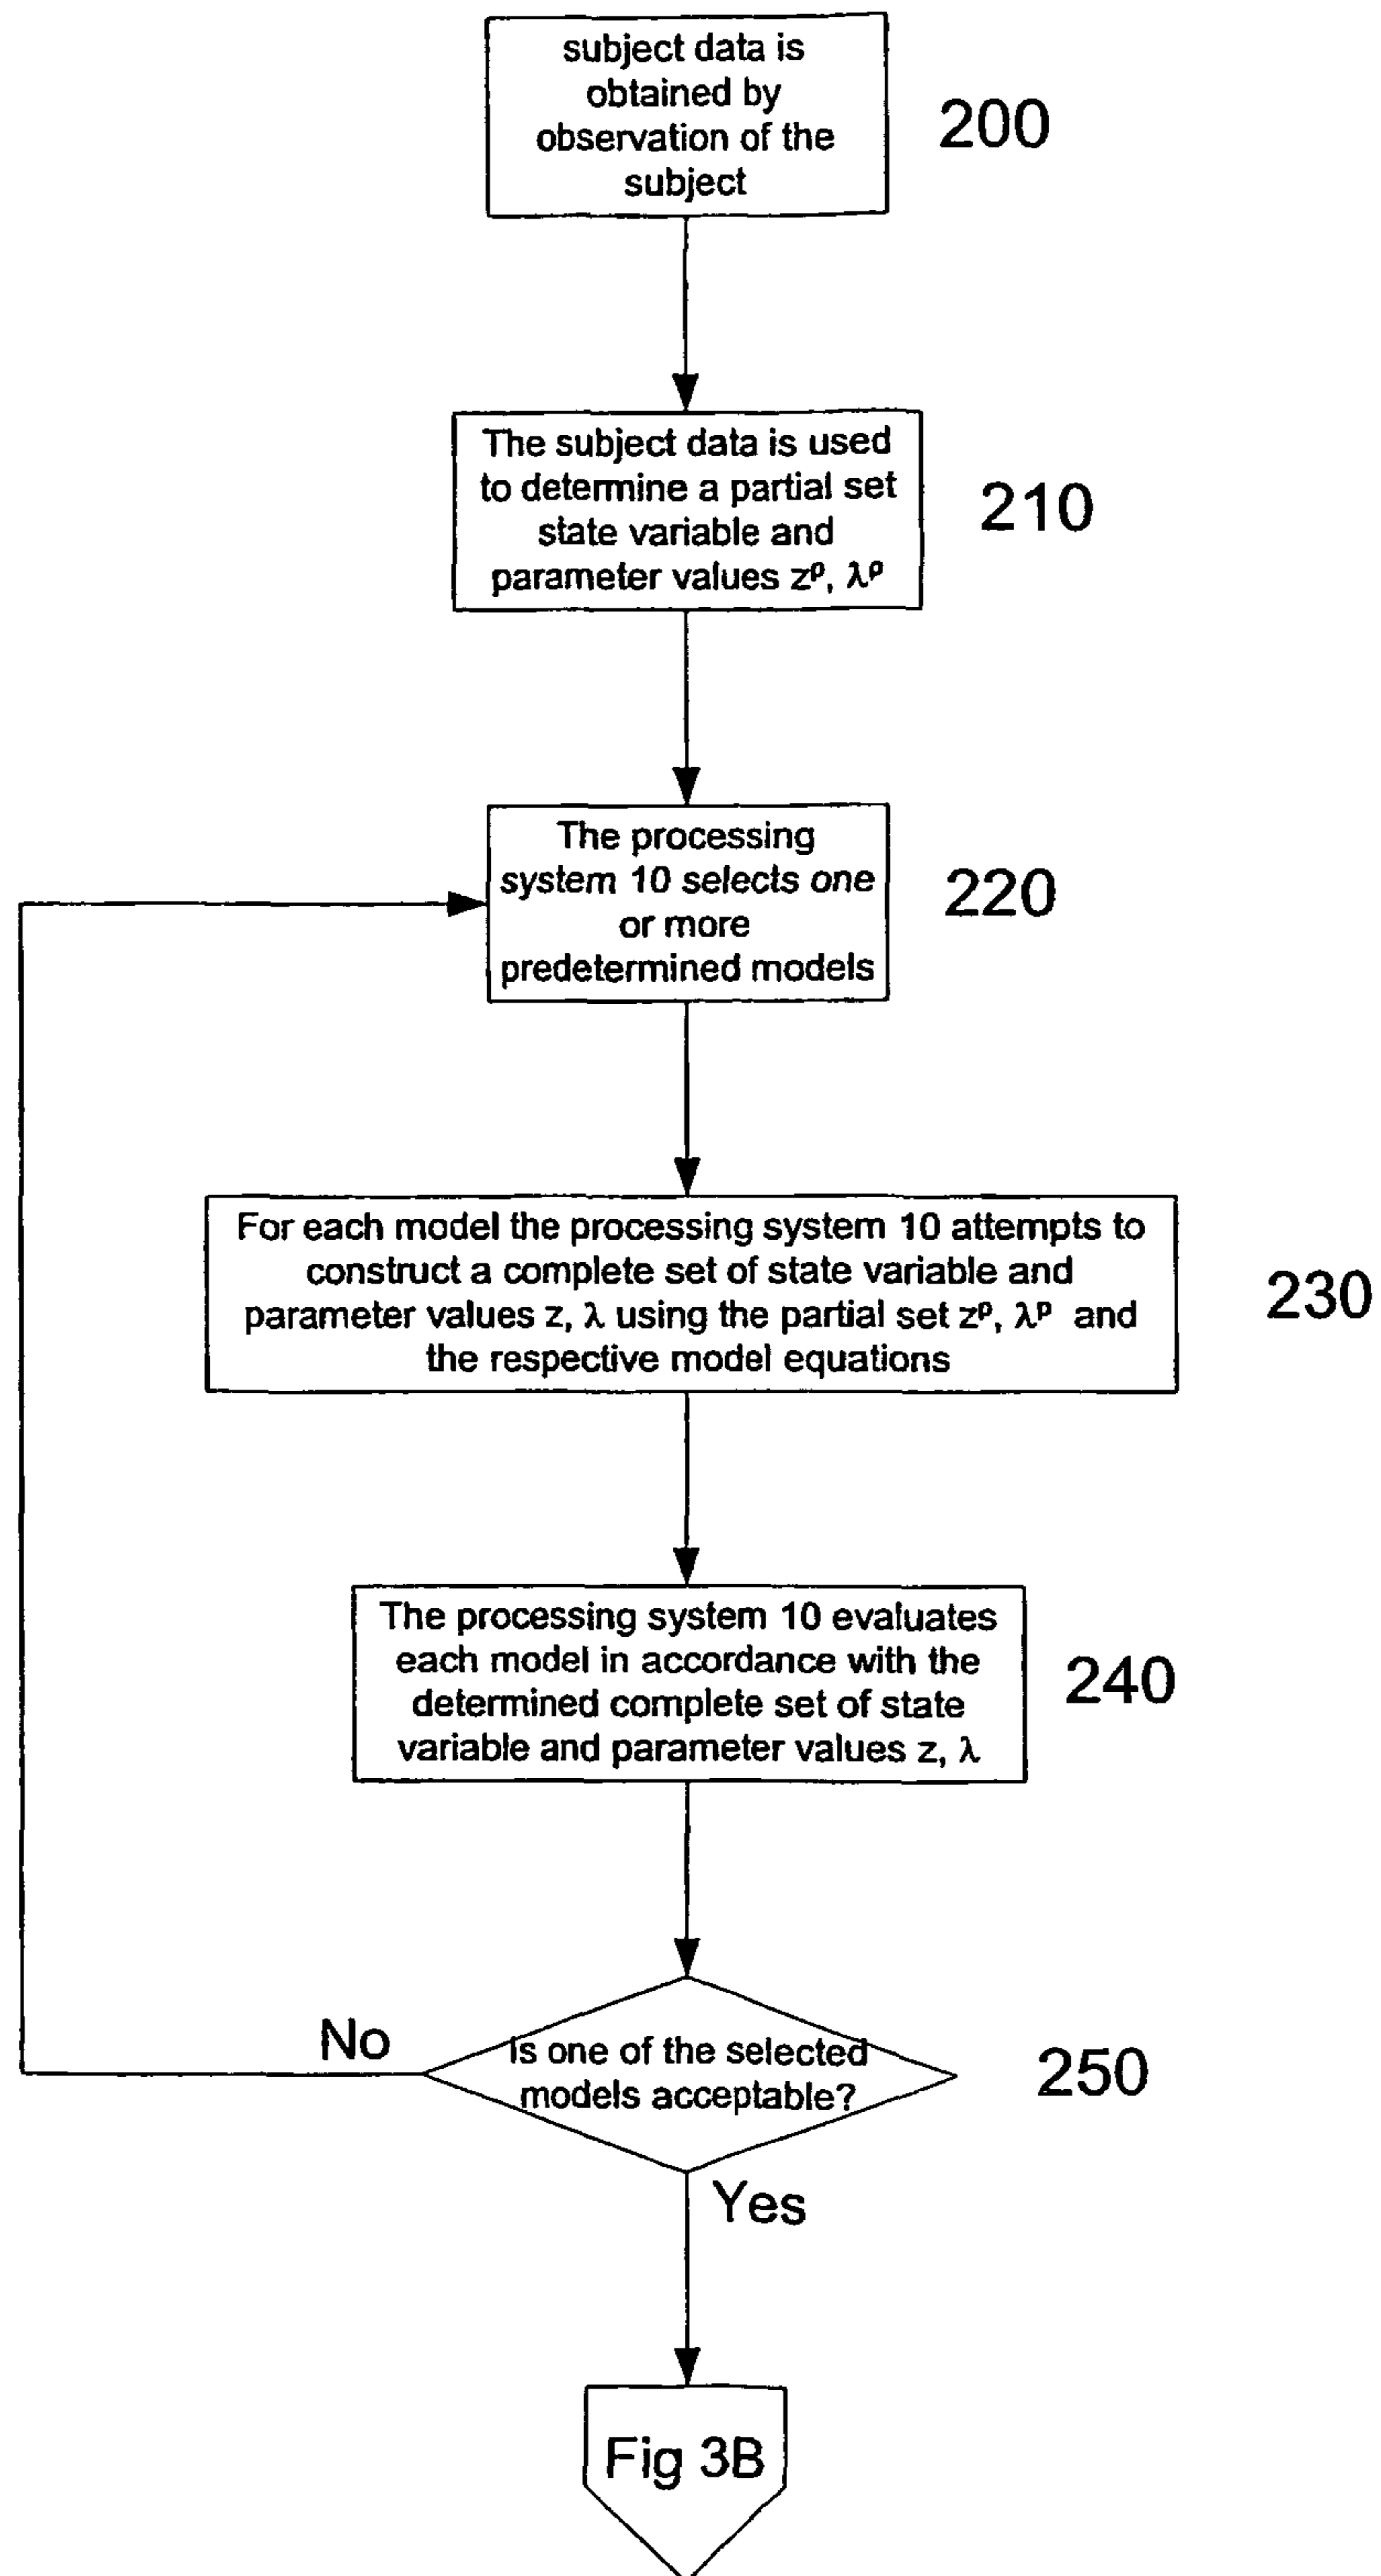 subject data is
obtained by
observation of the
subject
200
The subject data is used
to determine a partial set
state variable and
parameter values zᵖ, λᵖ
210
The processing
system 10 selects one
or more
predetermined models
220
For each model the processing system 10 attempts to
construct a complete set of state variable and
parameter values z, λ using the partial set zᵖ, λᵖ and
the respective model equations
230
The processing system 10 evaluates
each model in accordance with the
determined complete set of state
variable and parameter values z, λ
240
No
Is one of the selected
models acceptable?
250
Yes
Fig 3B